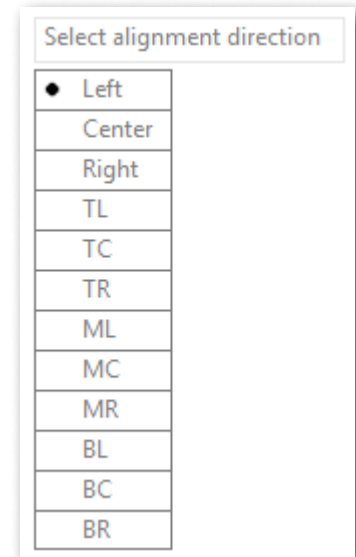 Select alignment direction
Left
Center
Right
TL
TC
TR
ML
MC
MR
BL
BC
BR